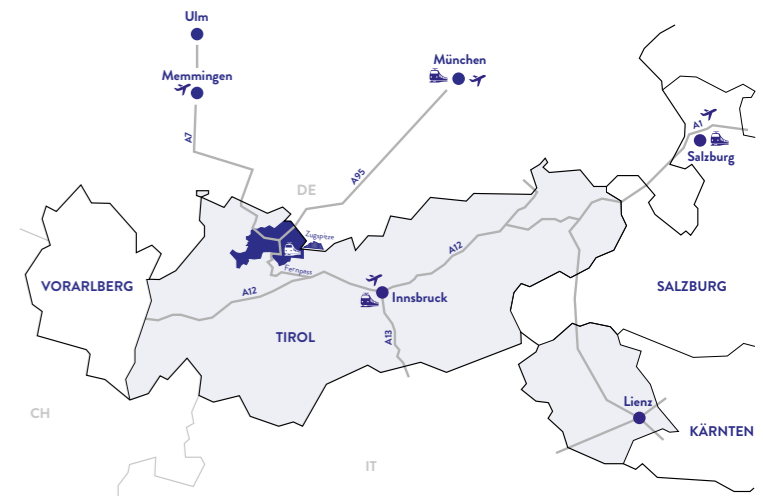 Ulm
München
Memmingen
A1
A7
Salzburg
A95
DE
Zugspitze
A12
Fernpass
VORARLBERG
A12
Innsbruck
SALZBURG
TIROL
A13
Lienz
CH
KÄRNTEN
IT